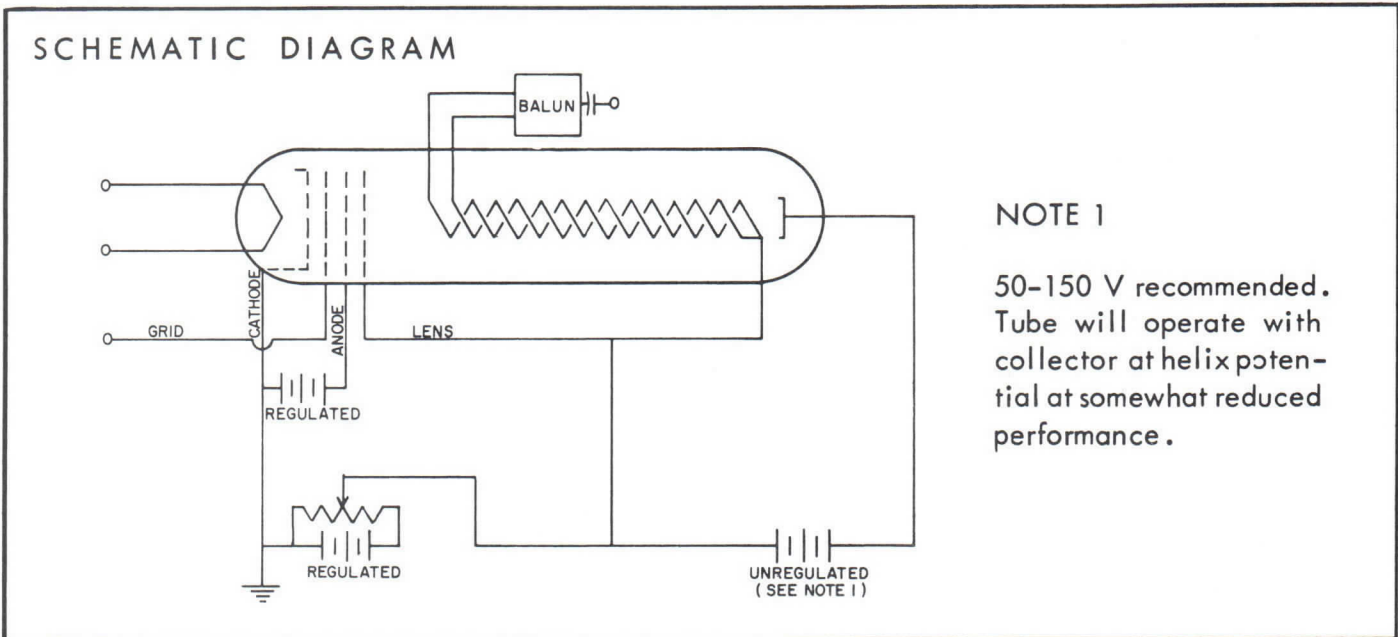 SCHEMATIC DIAGRAM
BALUN
CATHODE
GRID
ANODE
LENS
REGULATED
REGULATED
UNREGULATED
(SEE NOTE 1)
NOTE 1
50-150 V recommended.
Tube will operate with
collector at helix poten-
tial at somewhat reduced
performance.